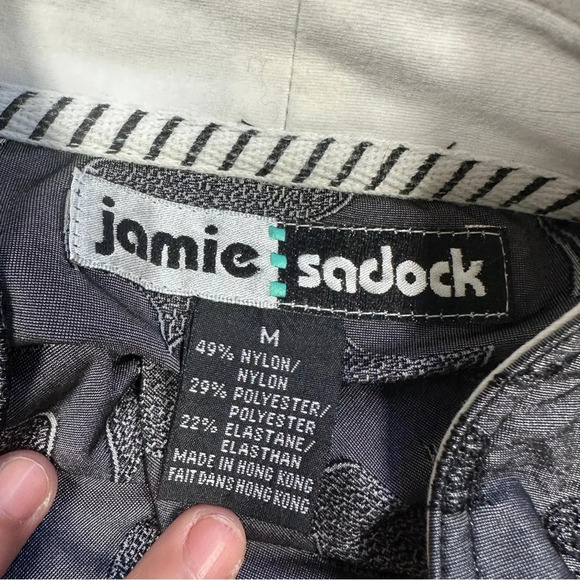 jamie sadock
M
49% NYLON/
NYLON
29% POLYESTER/
POLYESTER
22% ELASTANE/
ELASTHAN
MADE IN HONG KONG
FAIT DANS HONG KONG